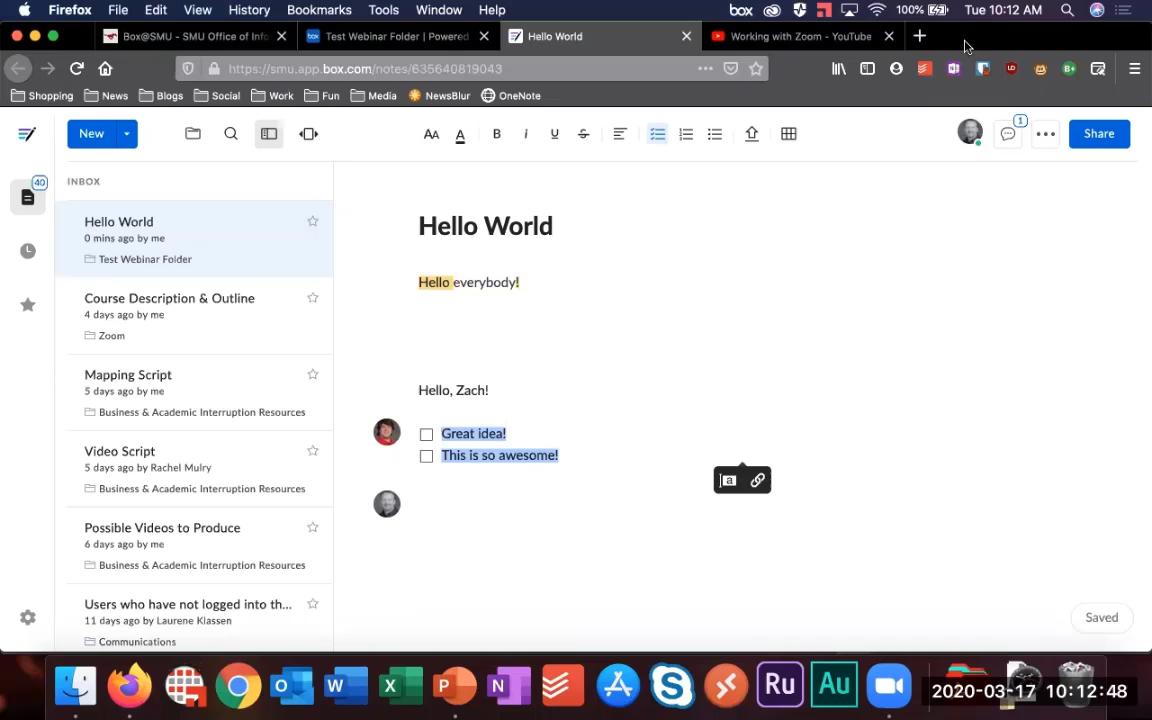 Firefox File Edit View History Bookmarks Tools Window Help box 100% Tue 10:12 AM
Box@SMU - SMU Office of Info Test Webinar Folder | Powered Hello World Working with Zoom - YouTube
https://smu.app.box.com/notes/635640819043
Shopping News Blogs Social Work Fun Media NewsBlur OneNote
New Share
1
40
INBOX
Hello World
0 mins ago by me
Test Webinar Folder
Course Description & Outline
4 days ago by me
Zoom
Mapping Script
5 days ago by me
Business & Academic Interruption Resources
Video Script
5 days ago by Rachel Mulry
Business & Academic Interruption Resources
Possible Videos to Produce
6 days ago by me
Business & Academic Interruption Resources
Users who have not logged into th...
11 days ago by Laurene Klassen
Communications
Hello World
Hello everybody!
Hello, Zach!
Great idea!
This is so awesome!
Saved
Ru Au
2020-03-17 10:12:48